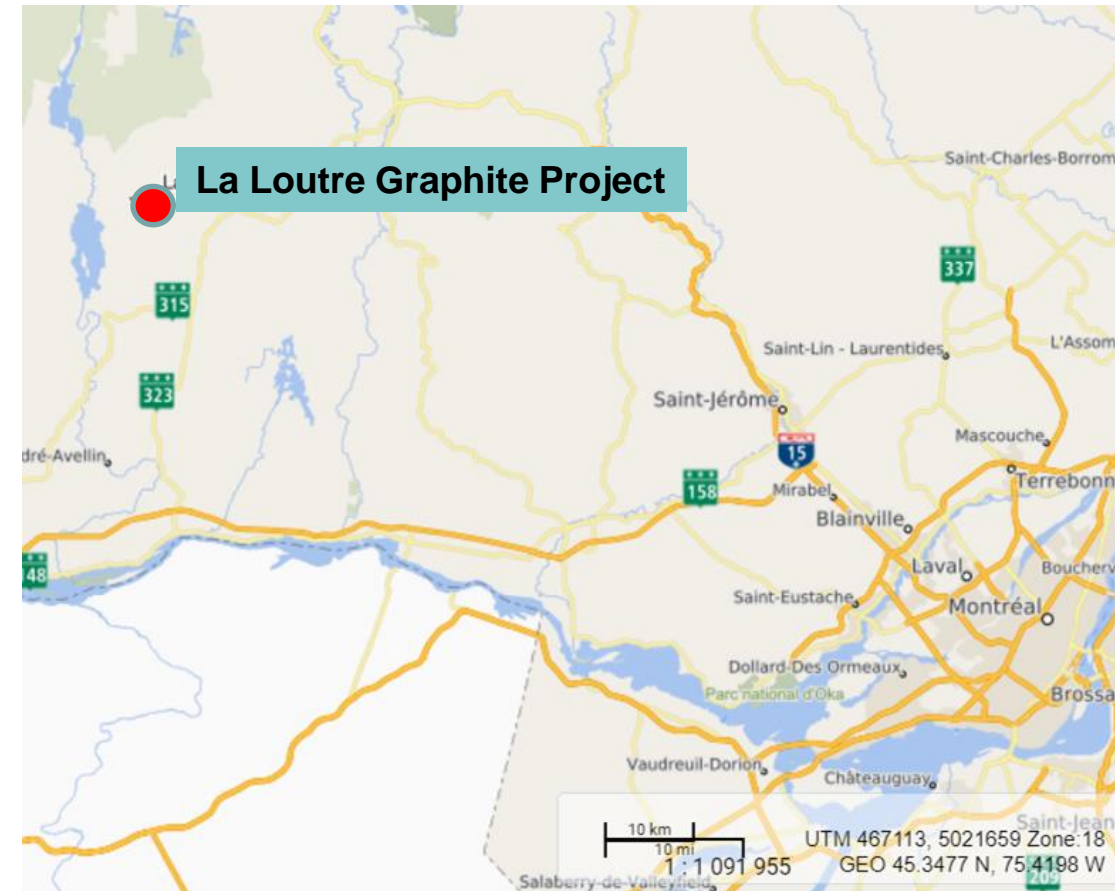 Saint-Charles-Borrom
La Loutre Graphite Project
337
315
L'Assom
Saint-Lin - Laurentides
323
Saint-Jérôme
Mascouche
15
dré-Avellin
Terrebonn
158
Mirabel
Blainville
148
Laval
Boucherv
Saint-Eustache
Montréal
Dollard-Des Ormeaux
Parc national d'Oka
Brossa
Vaudreuil-Dorion
Châteauguay
Saint-Jean
10 km
10 mi
UTM 467113, 5021659 Zone:18
1 : 1 091 955
GEO 45.3477 N, 75.4198 W
209
Salaberry-de-Valleyfield